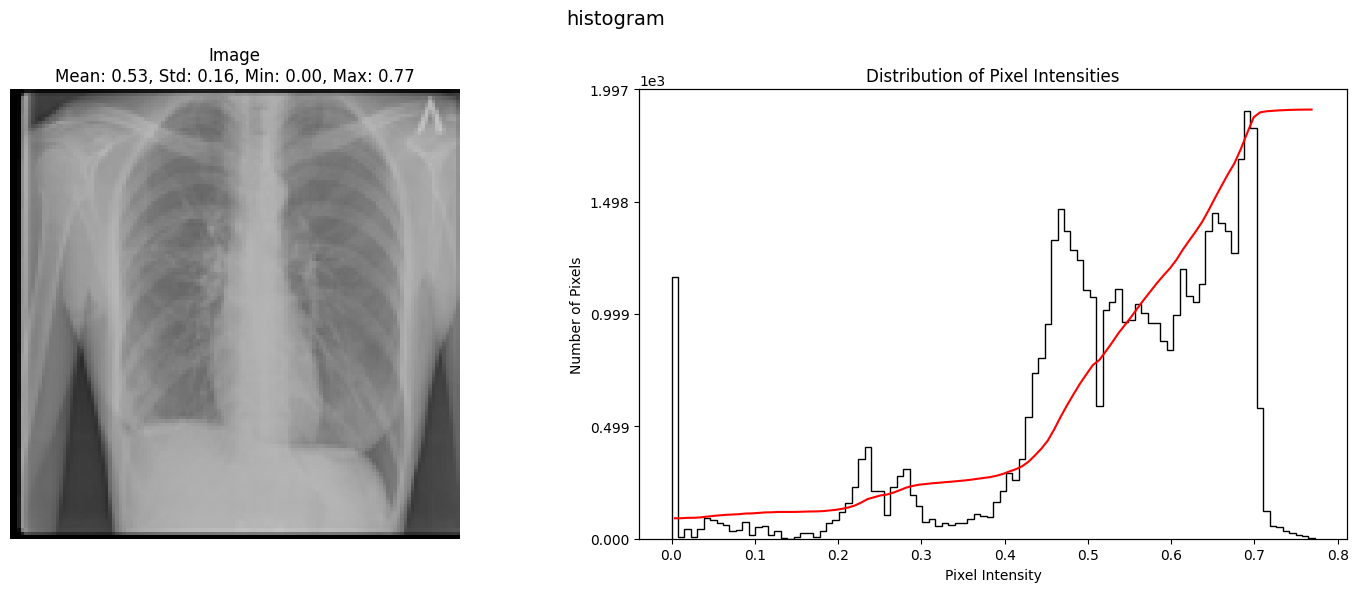 histogram
Image
Mean: 0.53, Std: 0.16, Min: 0.00, Max: 0.77
Distribution of Pixel Intensities
1e3
1.997
1.498
0.999
0.499
0.000
Number of Pixels
0.0 0.1 0.2 0.3 0.4 0.5 0.6 0.7 0.8
Pixel Intensity